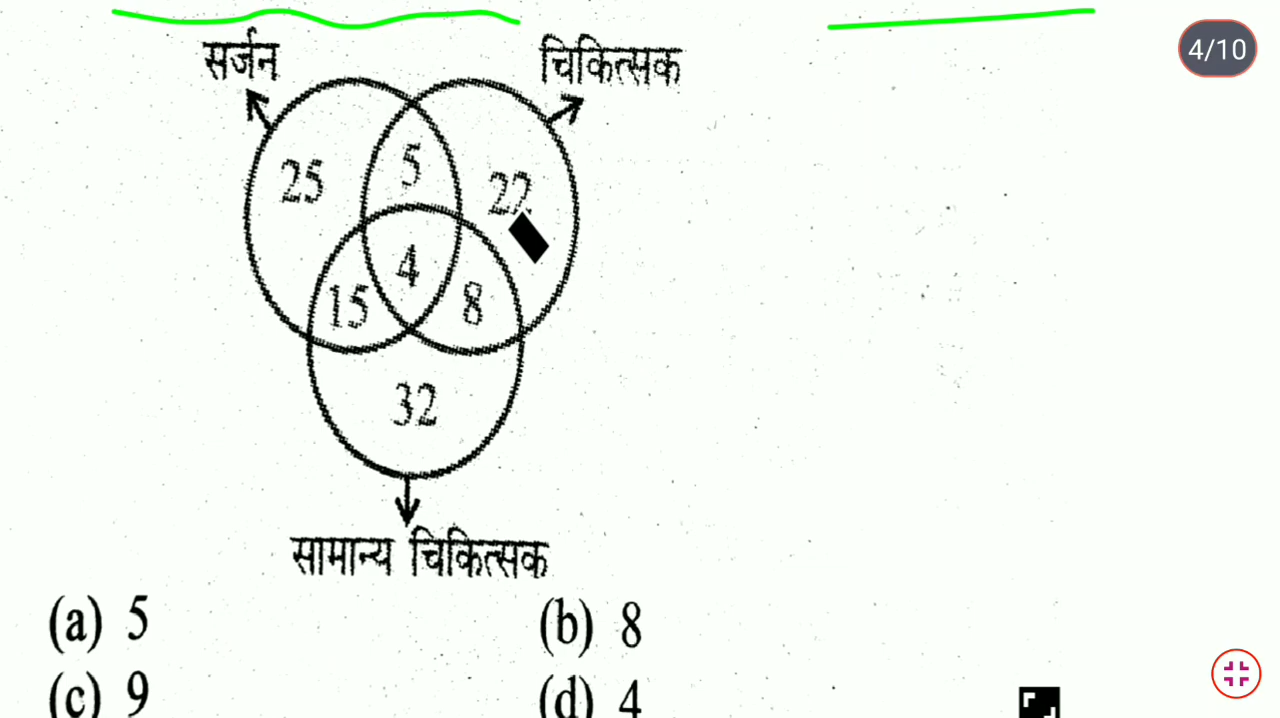 4/10
सर्जन
चिकित्सक
25
5
22
4
15
8
32
सामान्य चिकित्सक
(a) 5
(b) 8
(c) 9
(d) 4